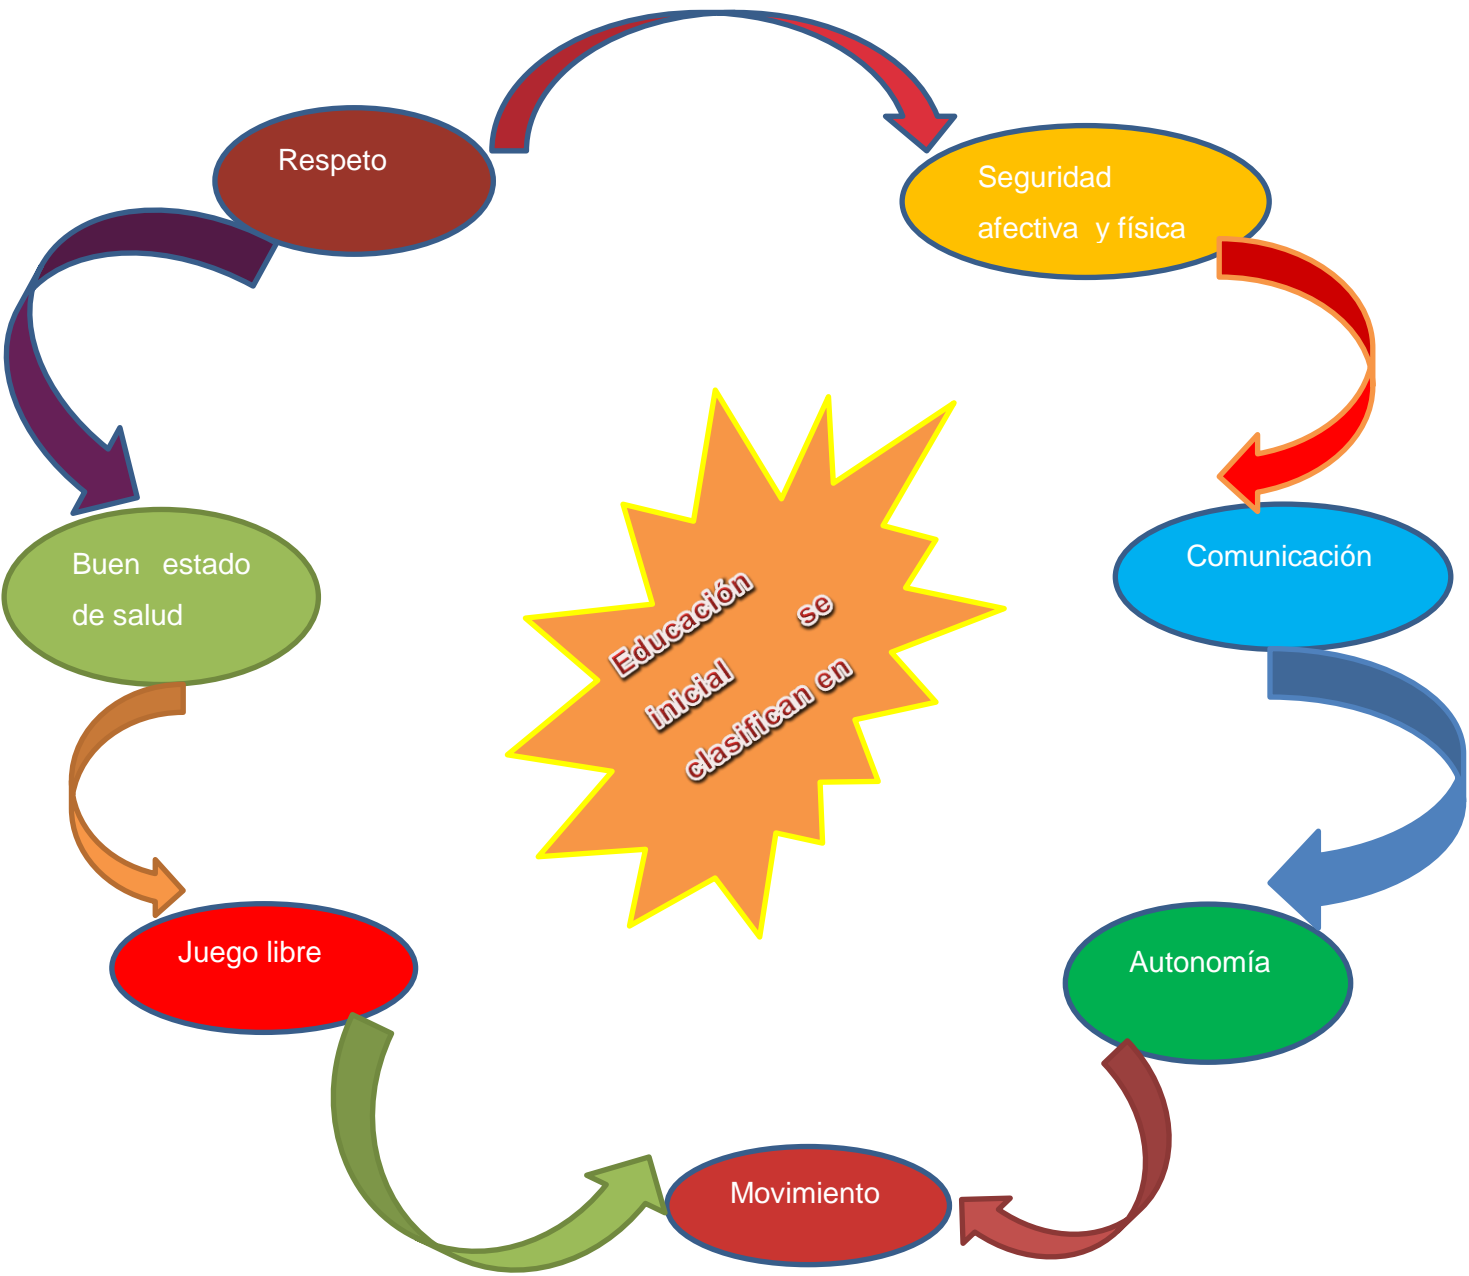 Respeto
Seguridad
afectiva y física
Buen estado
de salud
Comunicación
Educación
inicial se
clasifican en
Juego libre
Autonomía
Movimiento